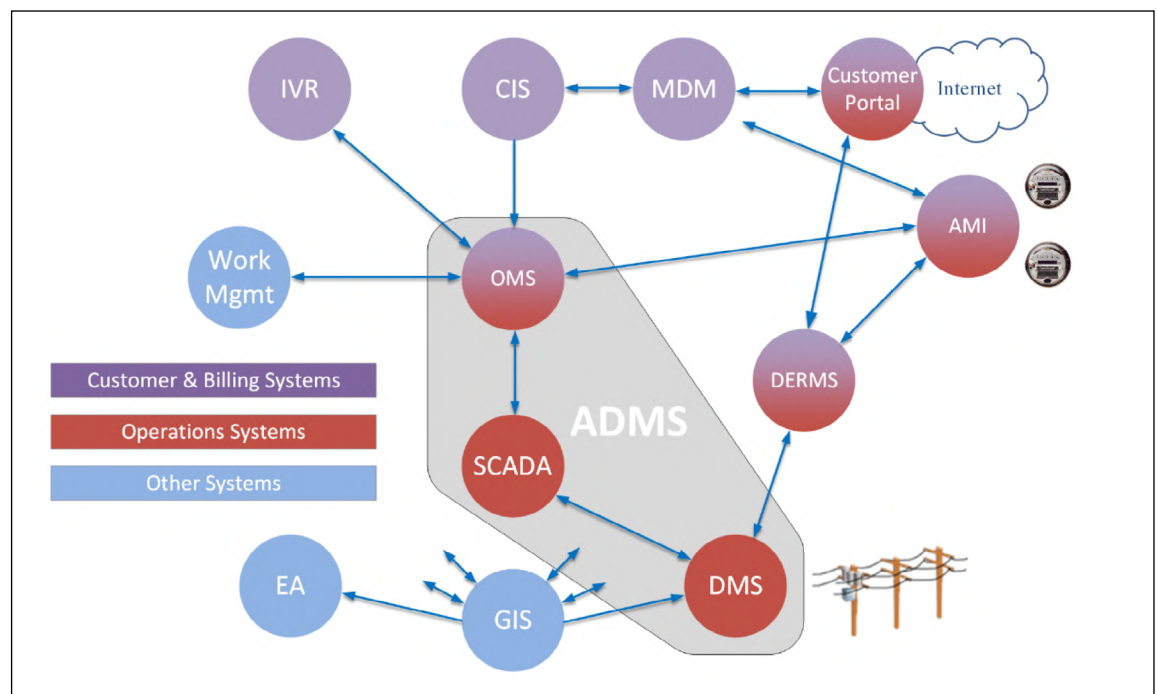 IVR
CIS
MDM
Customer
Portal
Internet
AMI
Work
Mgmt
OMS
DERMS
Customer & Billing Systems
Operations Systems
Other Systems
ADMS
SCADA
EA
GIS
DMS